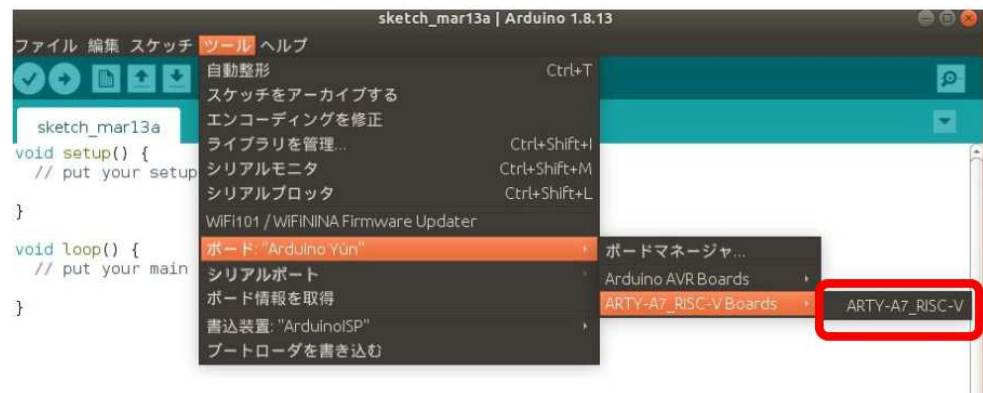 sketch_mar13a | Arduino 1.8.13
ファイル 編集 スケッチ ツール ヘルプ
sketch_mar13a
void setup() {
// put your setup
}
void loop() {
// put your main
}
自動整形 Ctrl+T
スケッチをアーカイブする
エンコーディングを修正
ライブラリを管理... Ctrl+Shift+I
シリアルモニタ Ctrl+Shift+M
シリアルプロッタ Ctrl+Shift+L
WiFi101 / WiFiNINA Firmware Updater
ボード: "Arduino Yún"
シリアルポート
ボード情報を取得
書込装置: "ArduinoISP"
ブートローダを書き込む
ボードマネージャ...
Arduino AVR Boards
ARTY-A7_RISC-V Boards
ARTY-A7_RISC-V